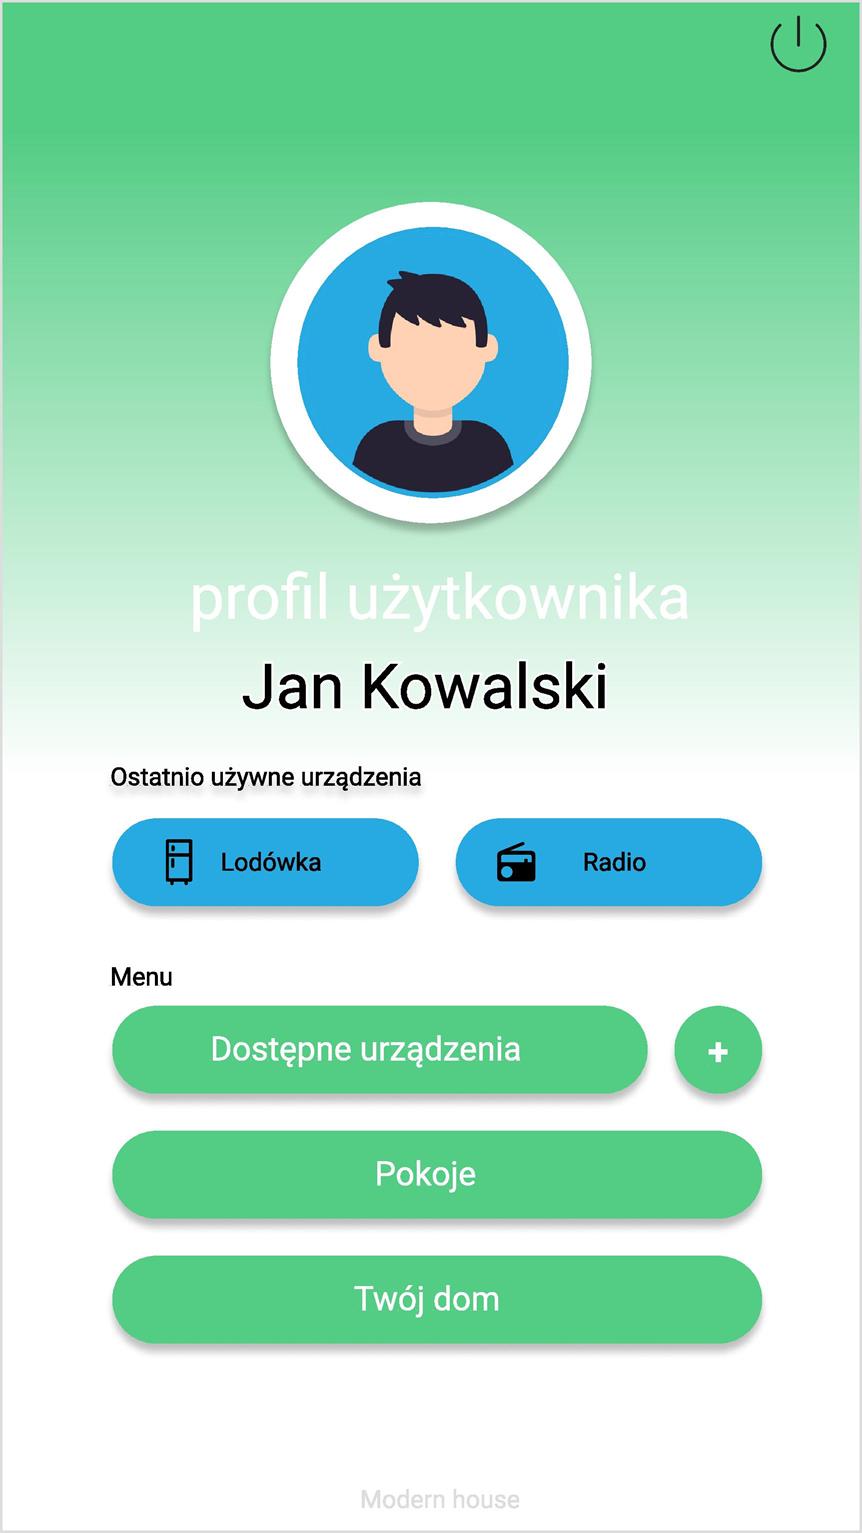 profil użytkownika
Jan Kowalski
Ostatnio używne urządzenia
Lodówka
Radio
Menu
Dostępne urządzenia
+
Pokoje
Twój dom
Modern house